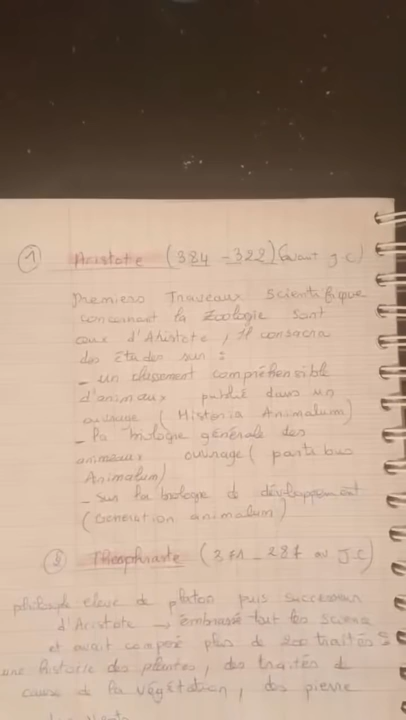 ① Aristote (384 - 322) (avant J.C)
Premiers Travaux Scientifique
concernant la Zoologie sont
ceux d'Aristote, Il consacra
des études sur :
- un classement compréhensible
d'animaux publié dans un
ouvrage (Historia Animalum)
- la biologie générale des
animaux ouvrage (partibus
Animalum)
- Sur la biologie de développement
(Generation animalum)
② Théophraste (371 - 287 av J.C)
philosophe eleve de platon puis successeur
d'Aristote → embrassé tout les science
et avait composé plus de 200 traités :
une histoire des plantes, des traités de
cause de la végétation, des pierre